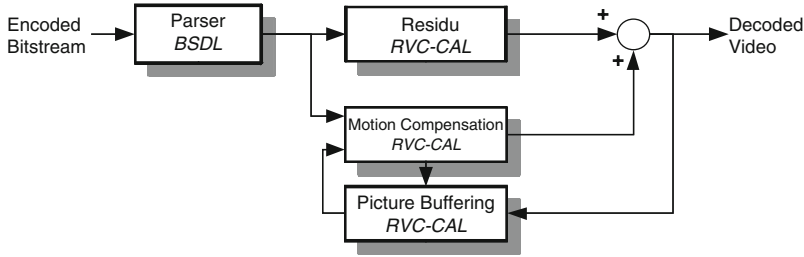 Encoded
Bitstream
Parser
BSDL
Residu
RVC-CAL
+
+
Decoded
Video
Motion Compensation
RVC-CAL
Picture Buffering
RVC-CAL